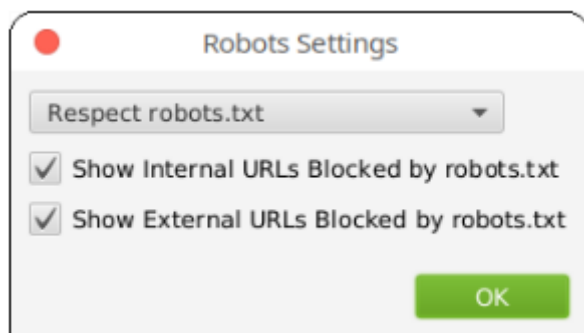 Robots Settings
Respect robots.txt
Show Internal URLs Blocked by robots.txt
Show External URLs Blocked by robots.txt
OK